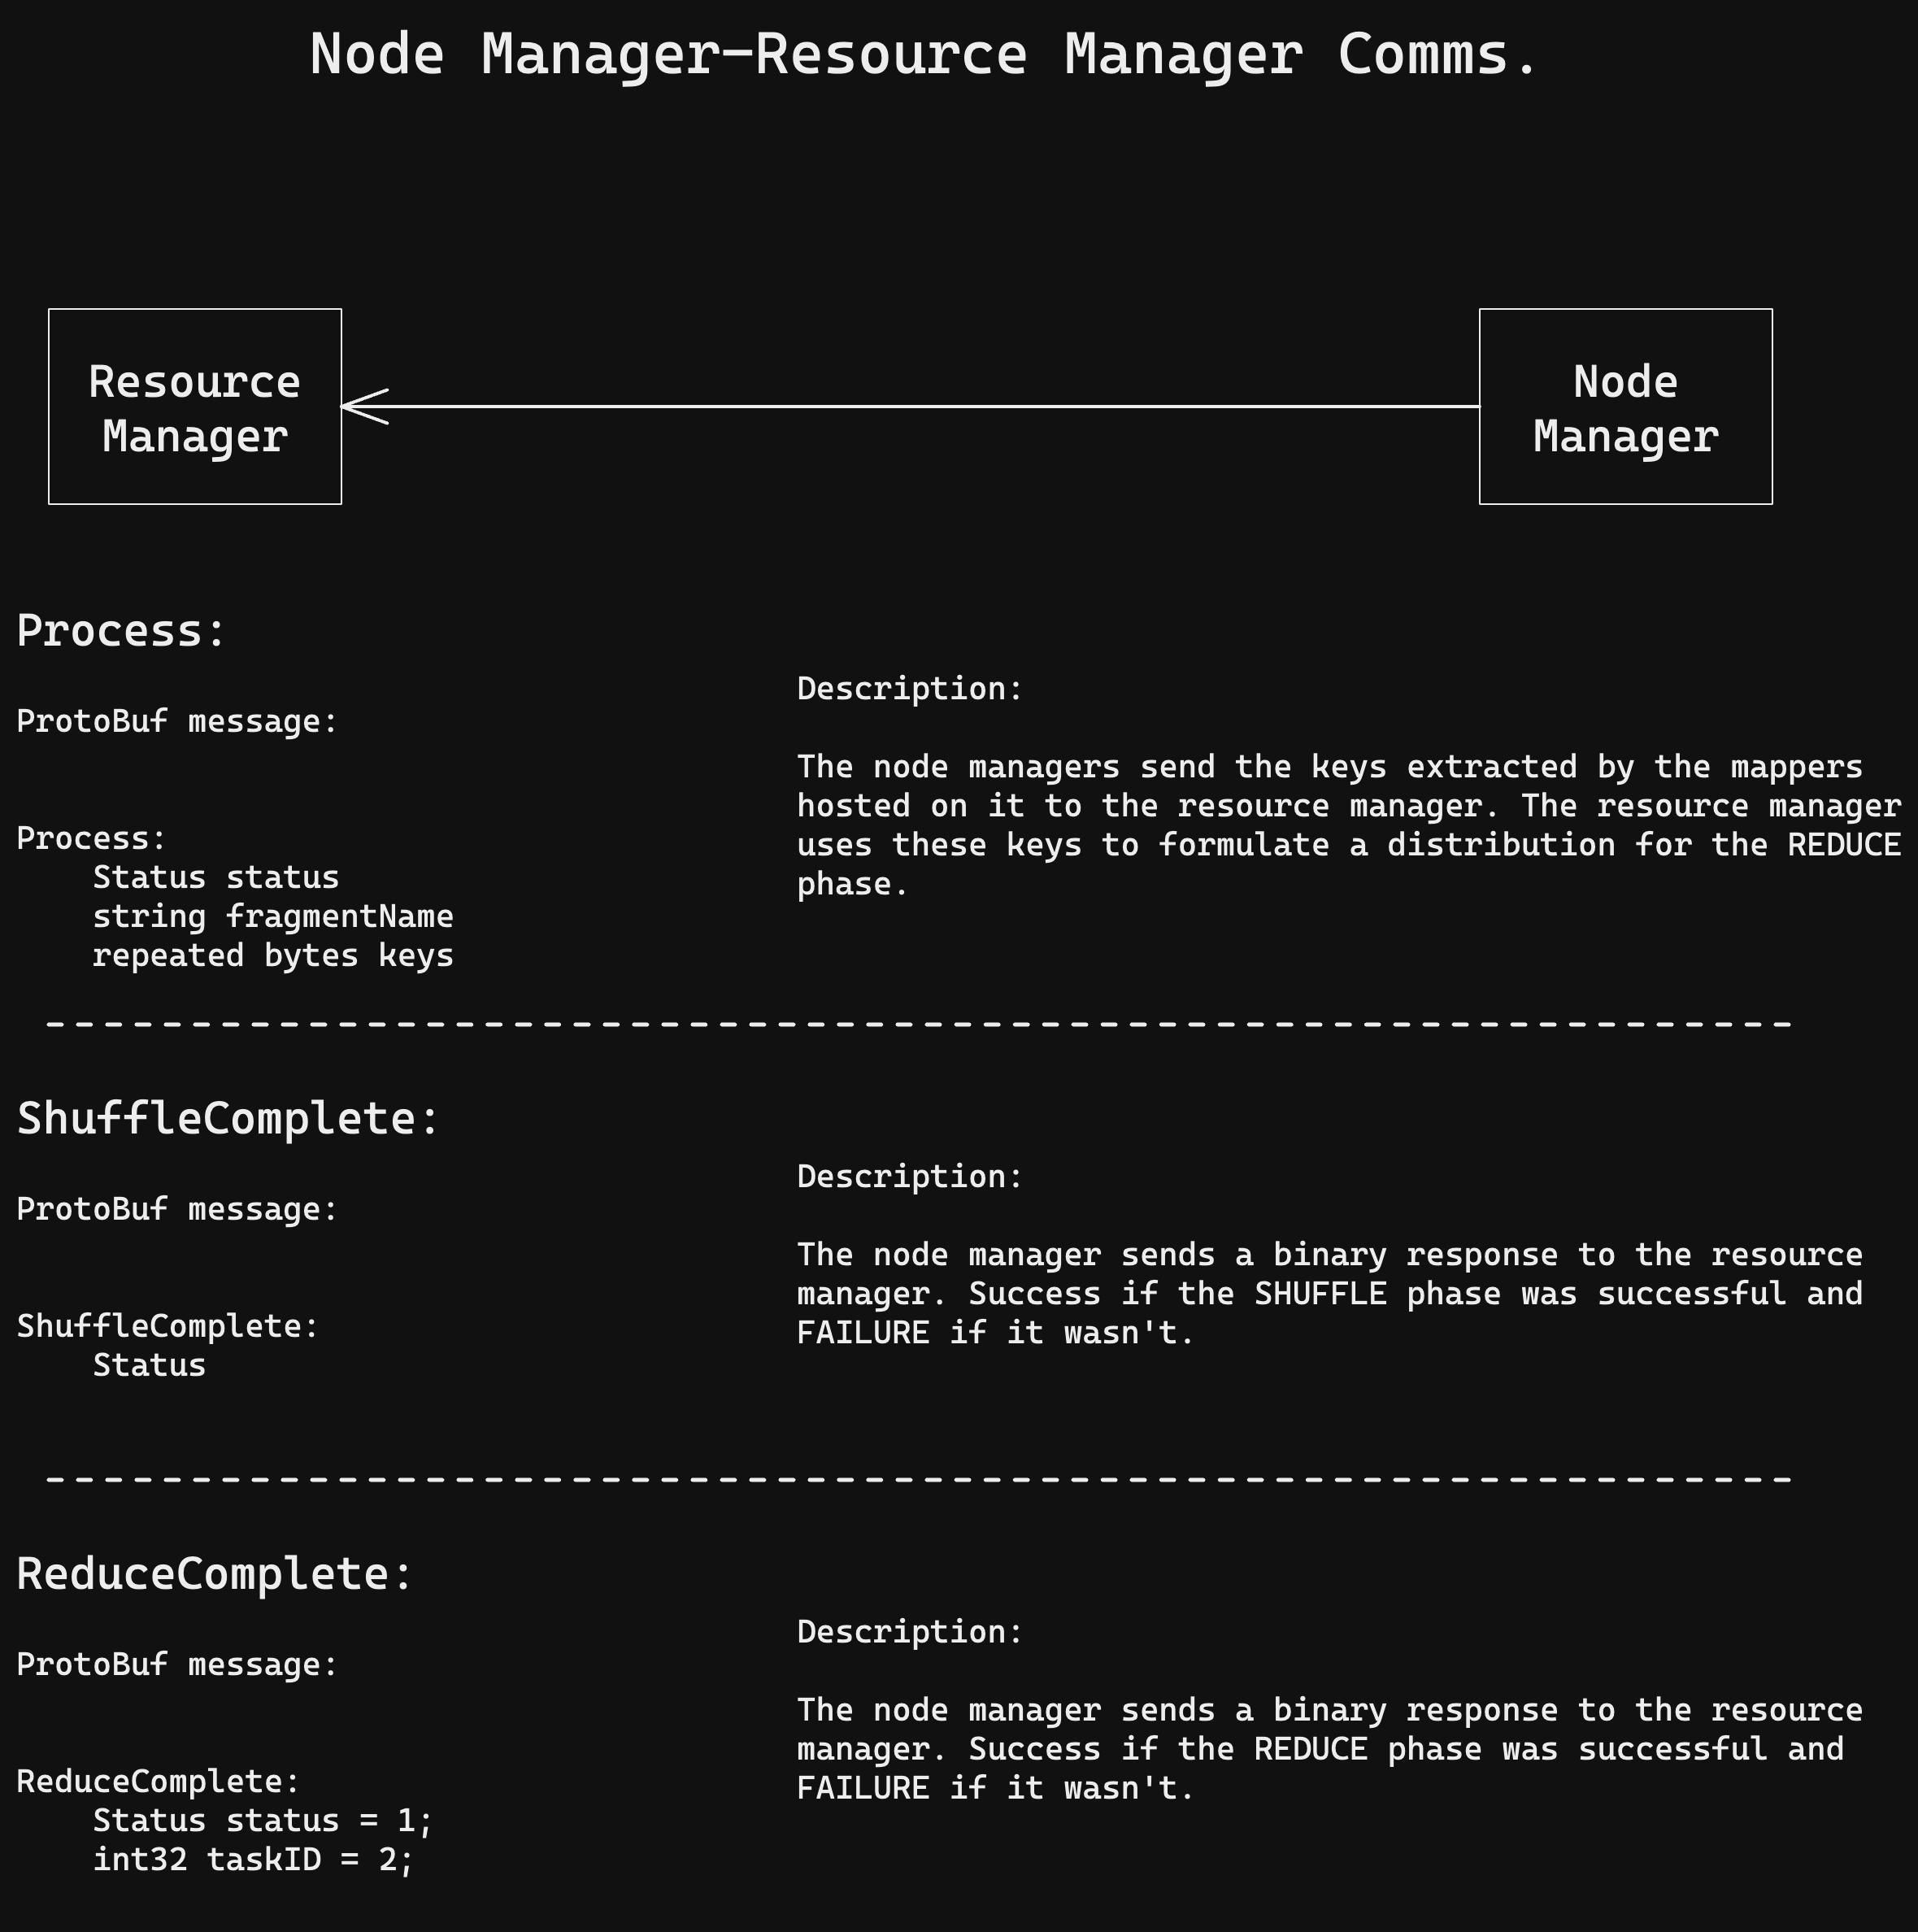 Node Manager-Resource Manager Comms.
Resource
Manager
Node
Manager
Process:
ProtoBuf message:
Process:
    Status status
    string fragmentName
    repeated bytes keys
Description:
The node managers send the keys extracted by the mappers
hosted on it to the resource manager. The resource manager
uses these keys to formulate a distribution for the REDUCE
phase.
ShuffleComplete:
ProtoBuf message:
ShuffleComplete:
    Status
Description:
The node manager sends a binary response to the resource
manager. Success if the SHUFFLE phase was successful and
FAILURE if it wasn't.
ReduceComplete:
ProtoBuf message:
ReduceComplete:
    Status status = 1;
    int32 taskID = 2;
Description:
The node manager sends a binary response to the resource
manager. Success if the REDUCE phase was successful and
FAILURE if it wasn't.